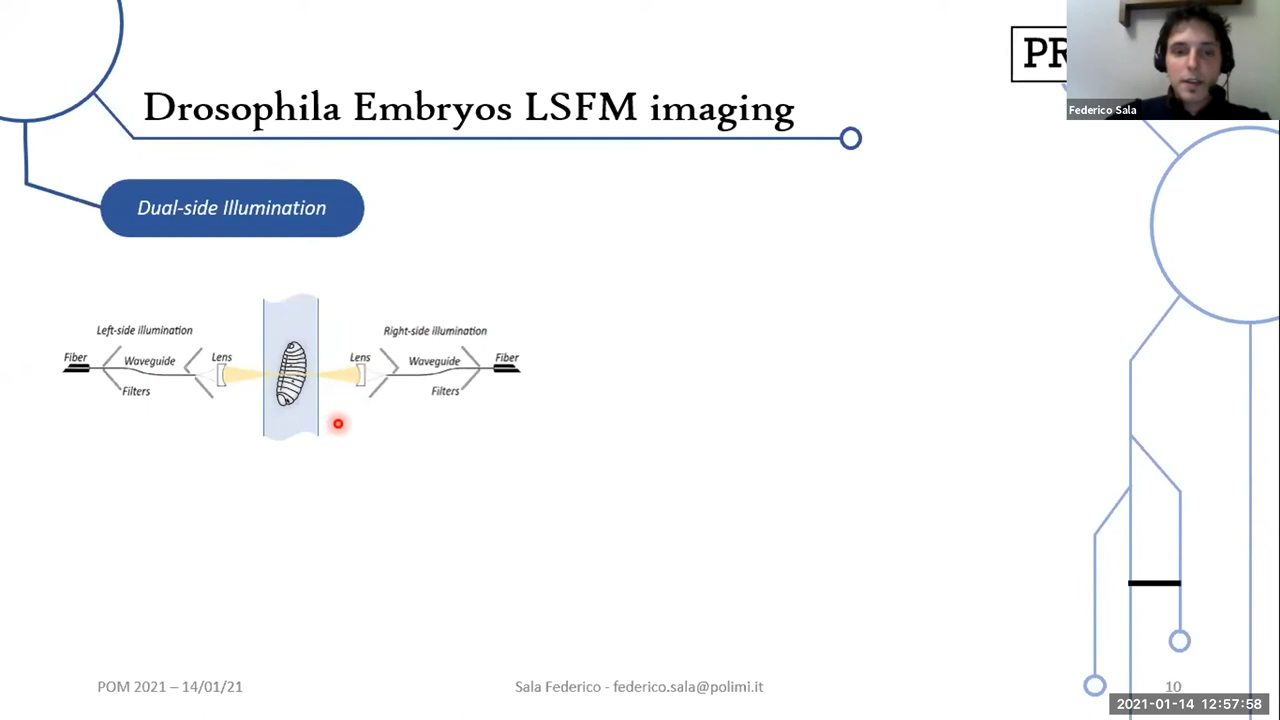 PR
Federico Sala
Drosophila Embryos LSFM imaging
Dual-side Illumination
Left-side illumination
Right-side illumination
Fiber
Waveguide
Lens
Lens
Waveguide
Fiber
Filters
Filters
POM 2021 – 14/01/21
Sala Federico - federico.sala@polimi.it
10
2021-01-14 12:57:58